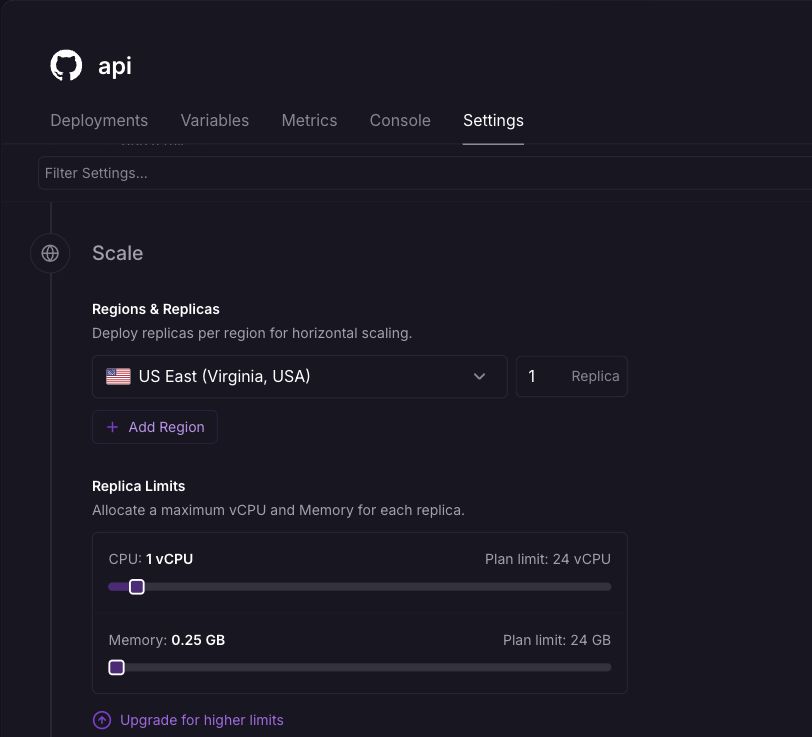 api
Deployments Variables Metrics Console Settings
Filter Settings...
Scale
Regions & Replicas
Deploy replicas per region for horizontal scaling.
US East (Virginia, USA) 1 Replica
+ Add Region
Replica Limits
Allocate a maximum vCPU and Memory for each replica.
CPU: 1 vCPU Plan limit: 24 vCPU
Memory: 0.25 GB Plan limit: 24 GB
Upgrade for higher limits